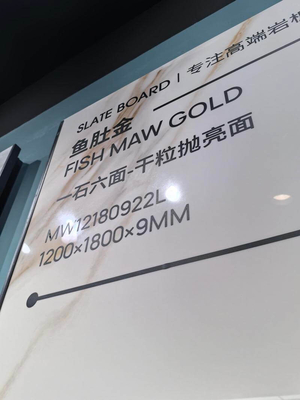 SLATE BOARD | 专注高端岩板
鱼肚金
FISH MAW GOLD
一石六面-干粒抛亮面
MW12180922L
1200×1800×9MM